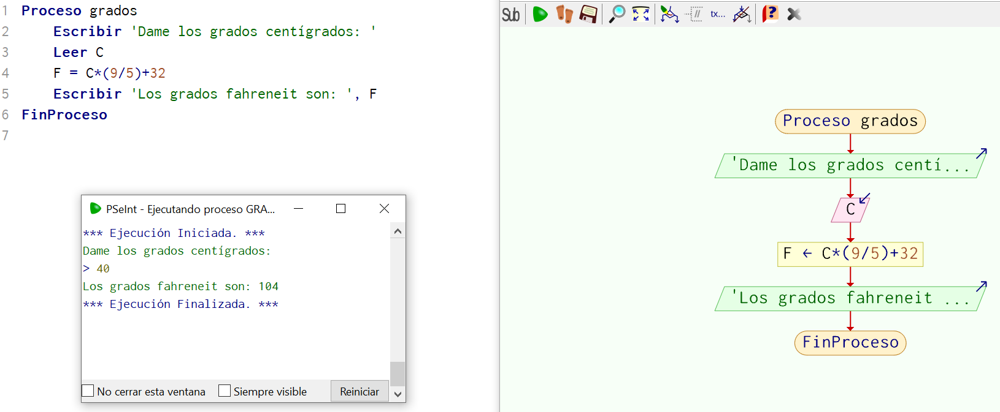 1 Proceso grados
2 Escribir 'Dame los grados centígrados: '
3 Leer C
4 F = C*(9/5)+32
5 Escribir 'Los grados fahreneit son: ', F
6 FinProceso
7
PSeInt - Ejecutando proceso GRA...
*** Ejecución Iniciada. ***
Dame los grados centígrados:
> 40
Los grados fahreneit son: 104
*** Ejecución Finalizada. ***
No cerrar esta ventana Siempre visible Reiniciar
Sub // tx... ?
Proceso grados
'Dame los grados centí...
C
F ← C*(9/5)+32
'Los grados fahreneit ...
FinProceso